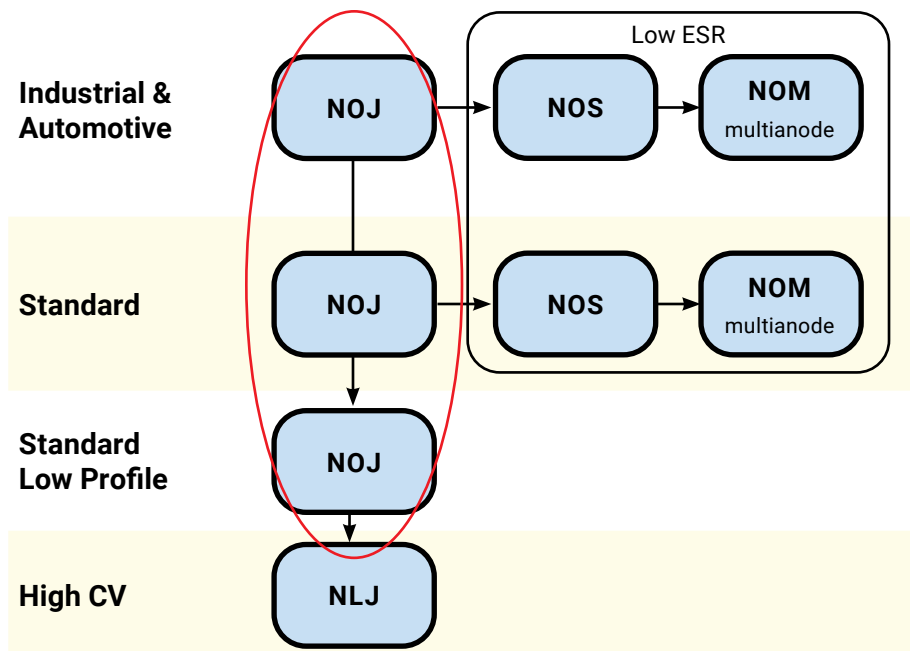 Low ESR
Industrial &
Automotive
NOJ
NOS
NOM
multianode
Standard
NOJ
NOS
NOM
multianode
Standard
Low Profile
NOJ
High CV
NLJ